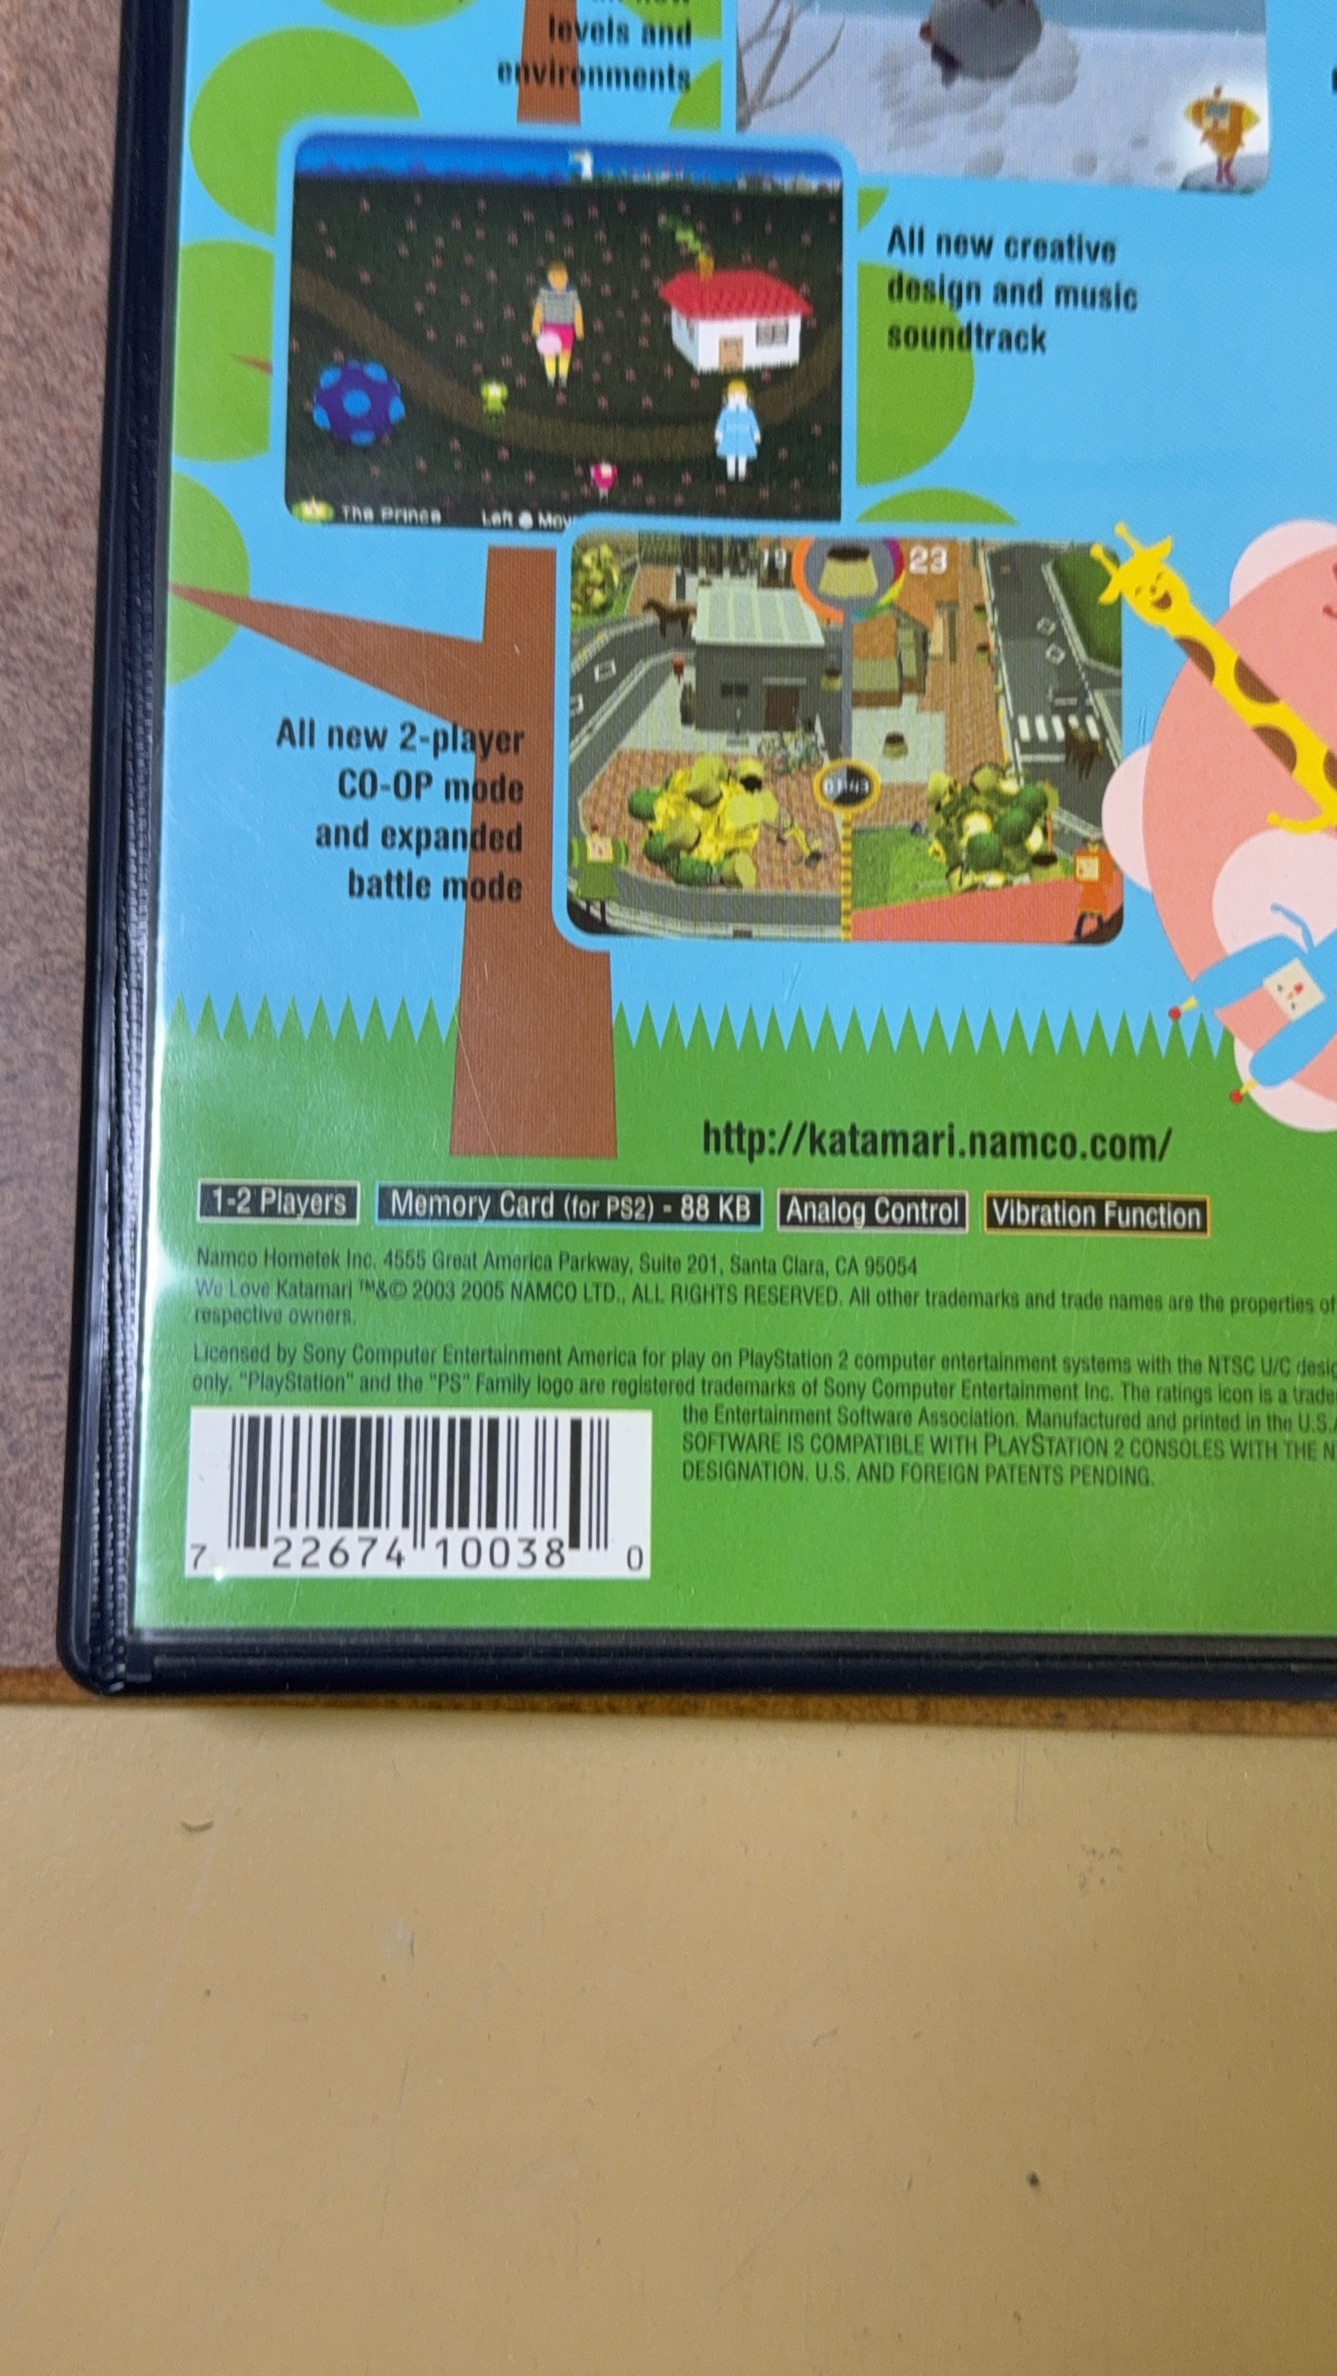 levels and
environments
All new creative
design and music
soundtrack
The Prince Left Mov
19 23
01:43
All new 2-player
CO-OP mode
and expanded
battle mode
http://katamari.namco.com/
1-2 Players Memory Card (for PS2) - 88 KB Analog Control Vibration Function
Namco Hometek Inc. 4555 Great America Parkway, Suite 201, Santa Clara, CA 95054
We Love Katamari ™&© 2003 2005 NAMCO LTD., ALL RIGHTS RESERVED. All other trademarks and trade names are the properties of
respective owners.
Licensed by Sony Computer Entertainment America for play on PlayStation 2 computer entertainment systems with the NTSC U/C desig
only. "PlayStation" and the "PS" Family logo are registered trademarks of Sony Computer Entertainment Inc. The ratings icon is a trade
the Entertainment Software Association. Manufactured and printed in the U.S.A
SOFTWARE IS COMPATIBLE WITH PLAYSTATION 2 CONSOLES WITH THE N
DESIGNATION. U.S. AND FOREIGN PATENTS PENDING.
7 22674 10038 0